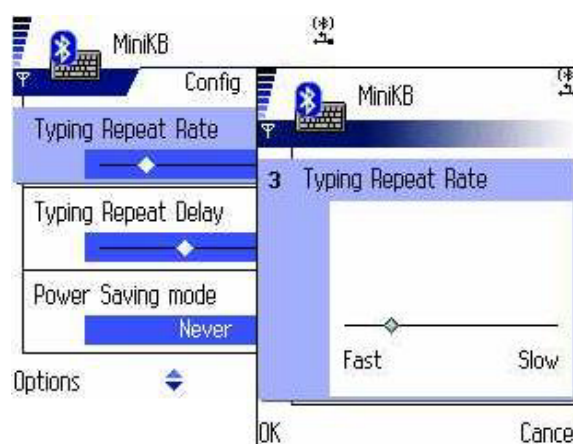 MiniKB
Config
Typing Repeat Rate
Typing Repeat Delay
Power Saving mode
Never
Options
MiniKB
3 Typing Repeat Rate
Fast Slow
OK Cance